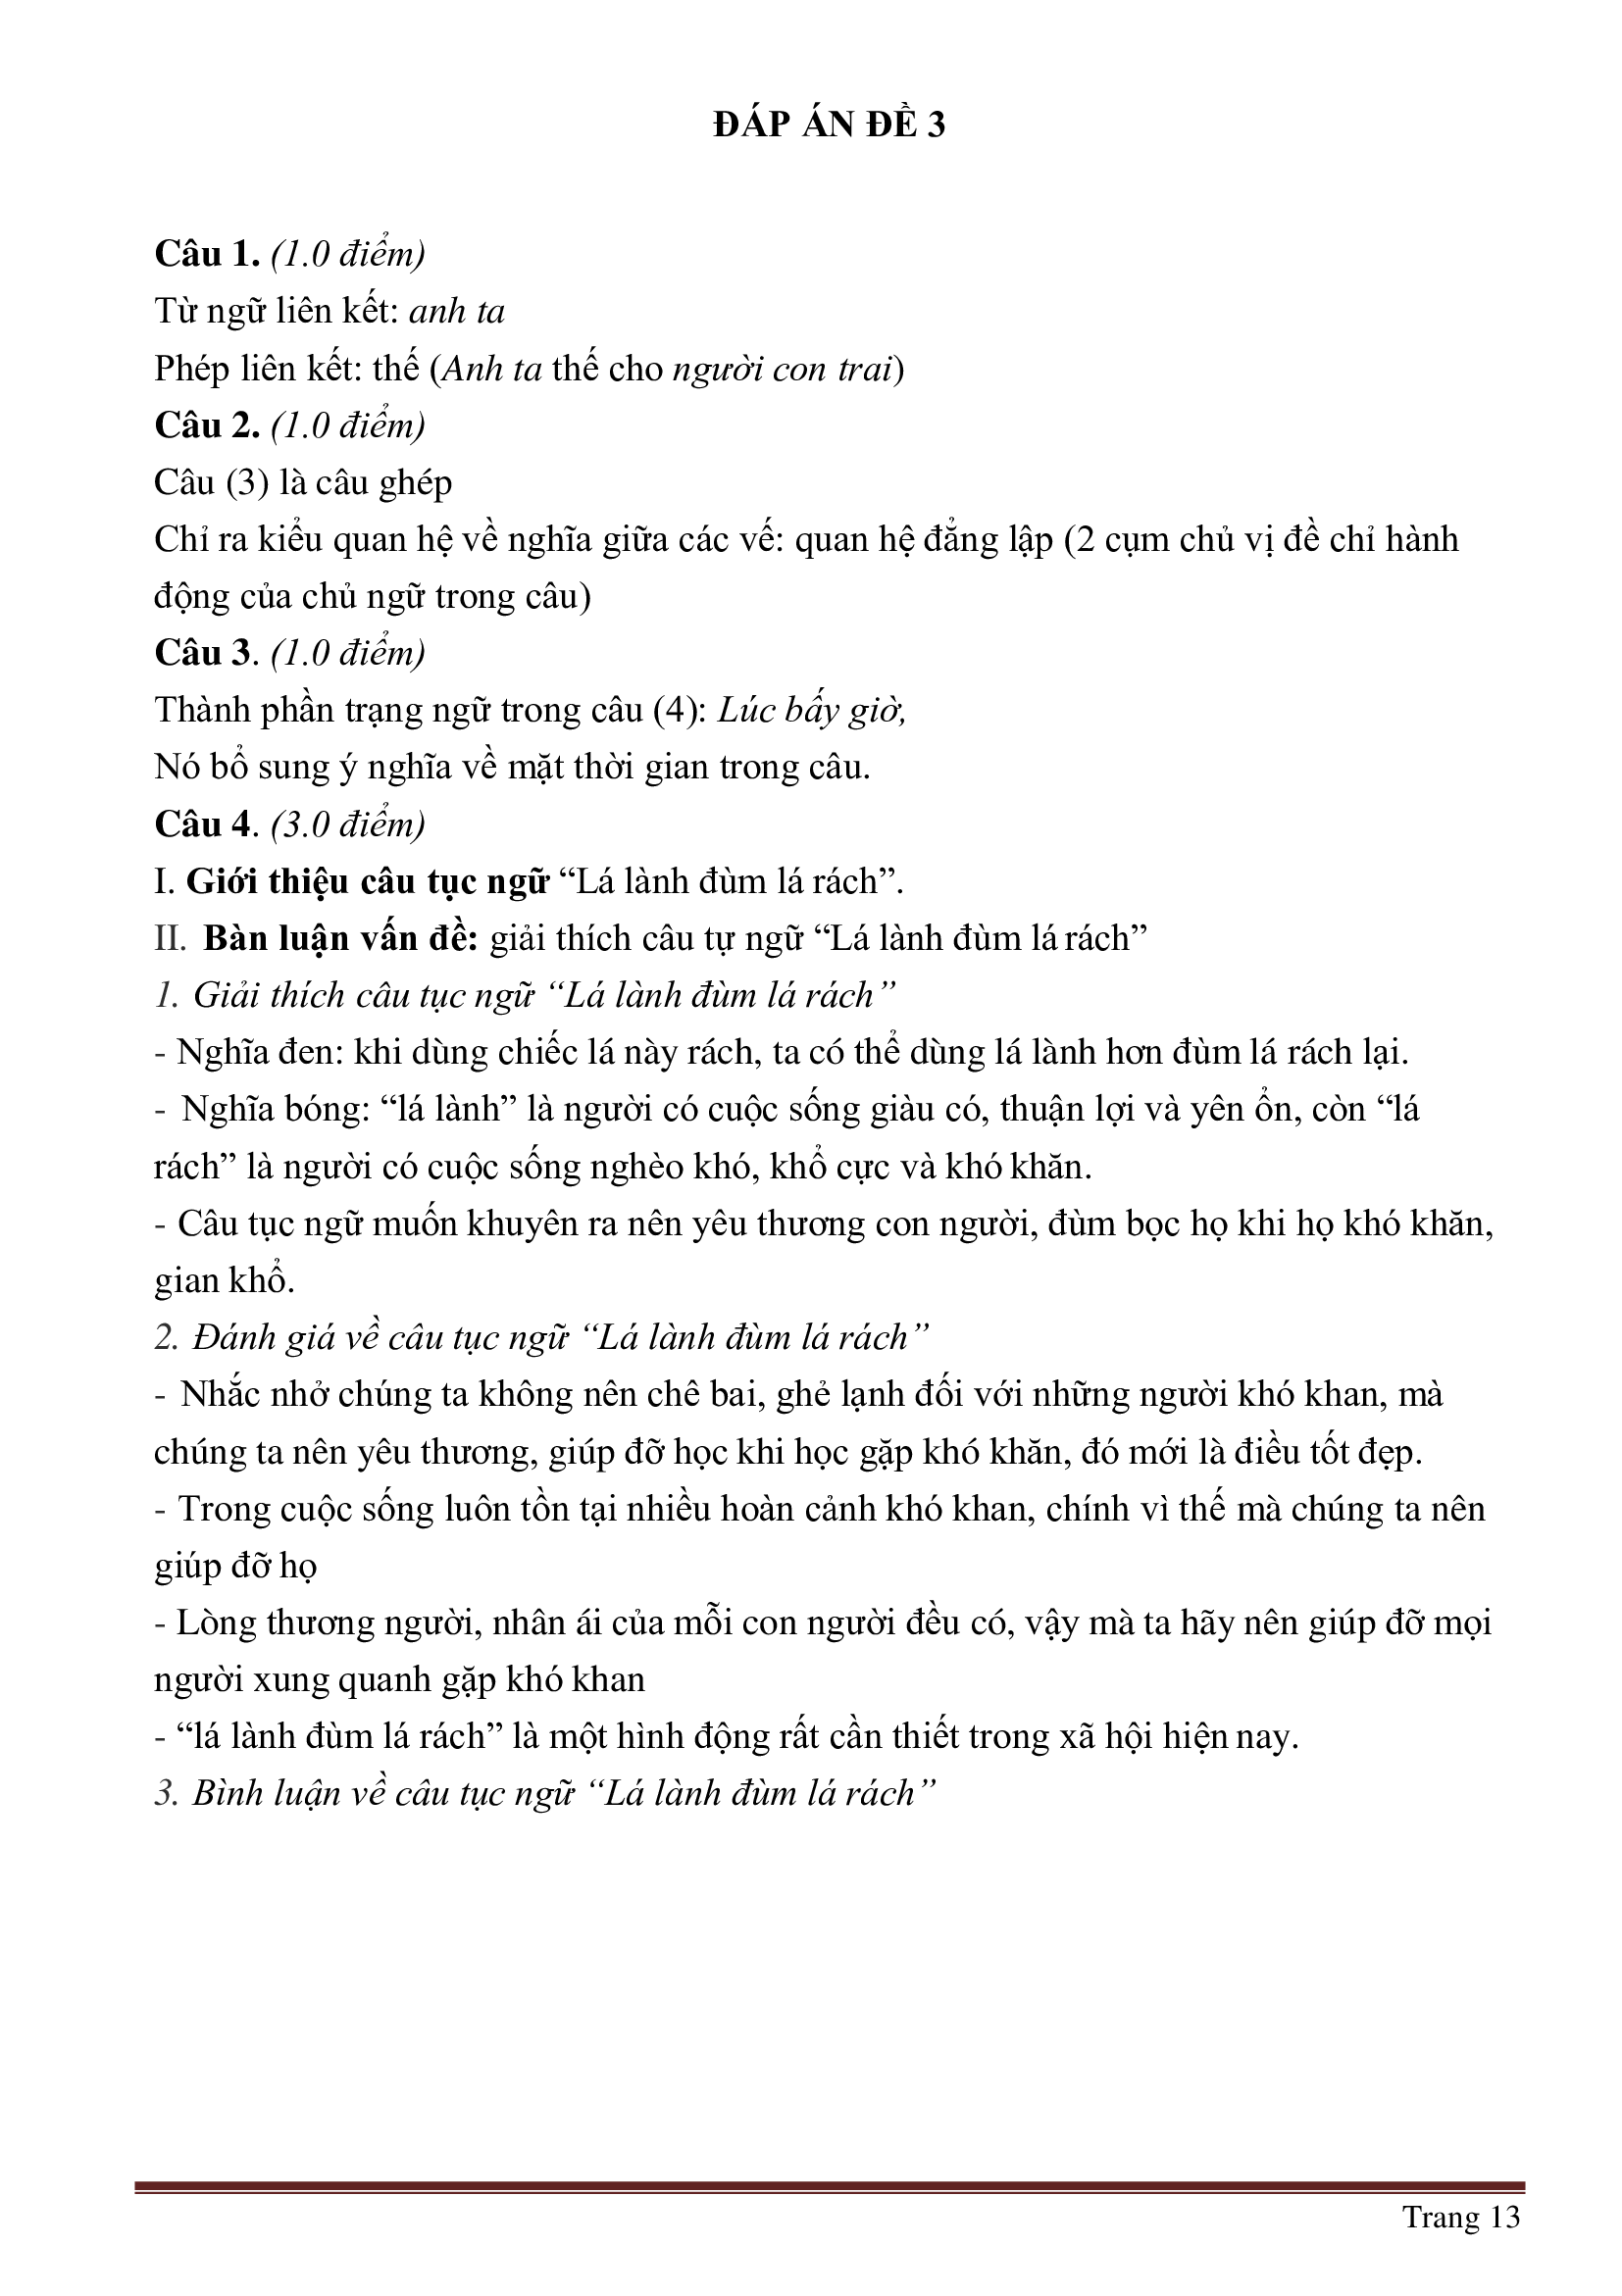 ĐÁP ÁN ĐỀ 3
Câu 1. (1.0 điểm)
Từ ngữ liên kết: anh ta
Phép liên kết: thế (Anh ta thế cho người con trai)
Câu 2. (1.0 điểm)
Câu (3) là câu ghép
Chỉ ra kiểu quan hệ về nghĩa giữa các vế: quan hệ đẳng lập (2 cụm chủ vị đề chỉ hành
động của chủ ngữ trong câu)
Câu 3. (1.0 điểm)
Thành phần trạng ngữ trong câu (4): Lúc bấy giờ,
Nó bổ sung ý nghĩa về mặt thời gian trong câu.
Câu 4. (3.0 điểm)
I. Giới thiệu câu tục ngữ “Lá lành đùm lá rách”.
II. Bàn luận vấn đề: giải thích câu tự ngữ “Lá lành đùm lá rách”
1. Giải thích câu tục ngữ “Lá lành đùm lá rách”
- Nghĩa đen: khi dùng chiếc lá này rách, ta có thể dùng lá lành hơn đùm lá rách lại.
- Nghĩa bóng: “lá lành” là người có cuộc sống giàu có, thuận lợi và yên ổn, còn “lá
rách” là người có cuộc sống nghèo khó, khổ cực và khó khăn.
- Câu tục ngữ muốn khuyên ra nên yêu thương con người, đùm bọc họ khi họ khó khăn,
gian khổ.
2. Đánh giá về câu tục ngữ “Lá lành đùm lá rách”
- Nhắc nhở chúng ta không nên chê bai, ghẻ lạnh đối với những người khó khan, mà
chúng ta nên yêu thương, giúp đỡ học khi học gặp khó khăn, đó mới là điều tốt đẹp.
- Trong cuộc sống luôn tồn tại nhiều hoàn cảnh khó khan, chính vì thế mà chúng ta nên
giúp đỡ họ
- Lòng thương người, nhân ái của mỗi con người đều có, vậy mà ta hãy nên giúp đỡ mọi
người xung quanh gặp khó khan
- “lá lành đùm lá rách” là một hình động rất cần thiết trong xã hội hiện nay.
3. Bình luận về câu tục ngữ “Lá lành đùm lá rách”
Trang 13